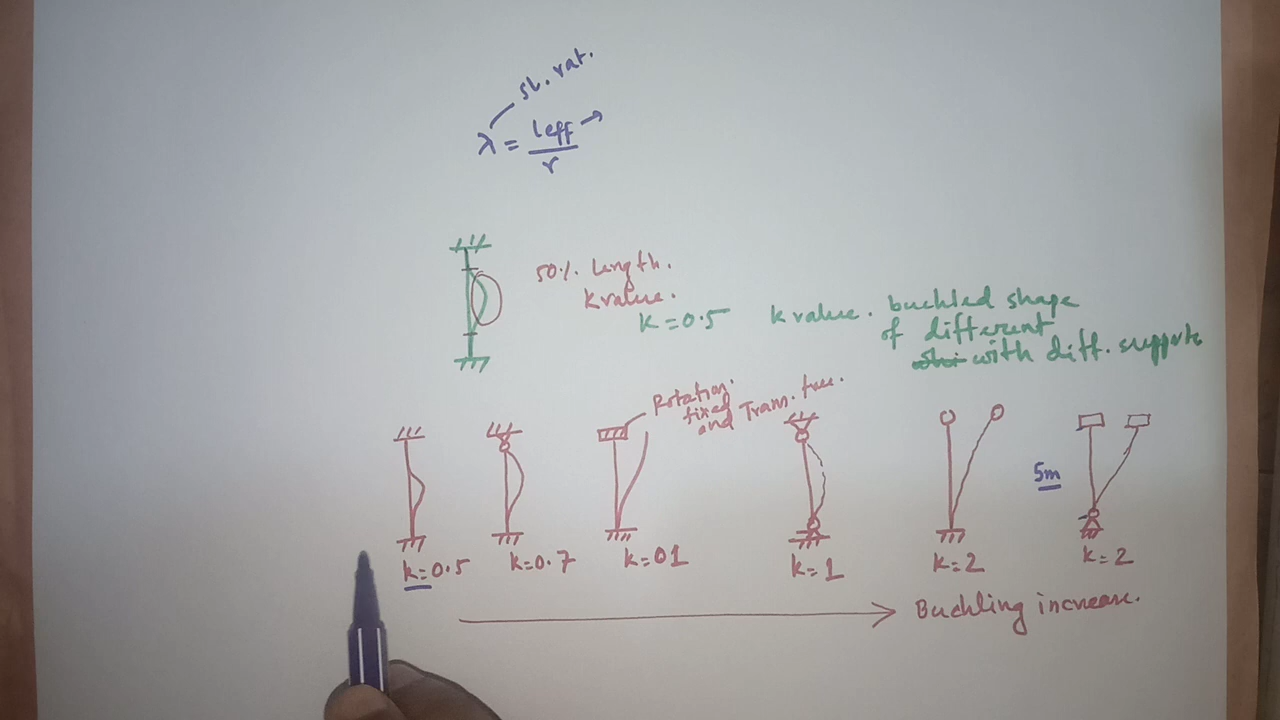 sl. rat.
λ = leff →
r
50%. length.
k value.
k = 0.5
k value. buckled shape
of different
with diff. supports
Rotation.
fixed
and Tran. free.
5m
k = 0.5
k = 0.7
k = 01
k = 1
k = 2
k = 2
Buckling increase.